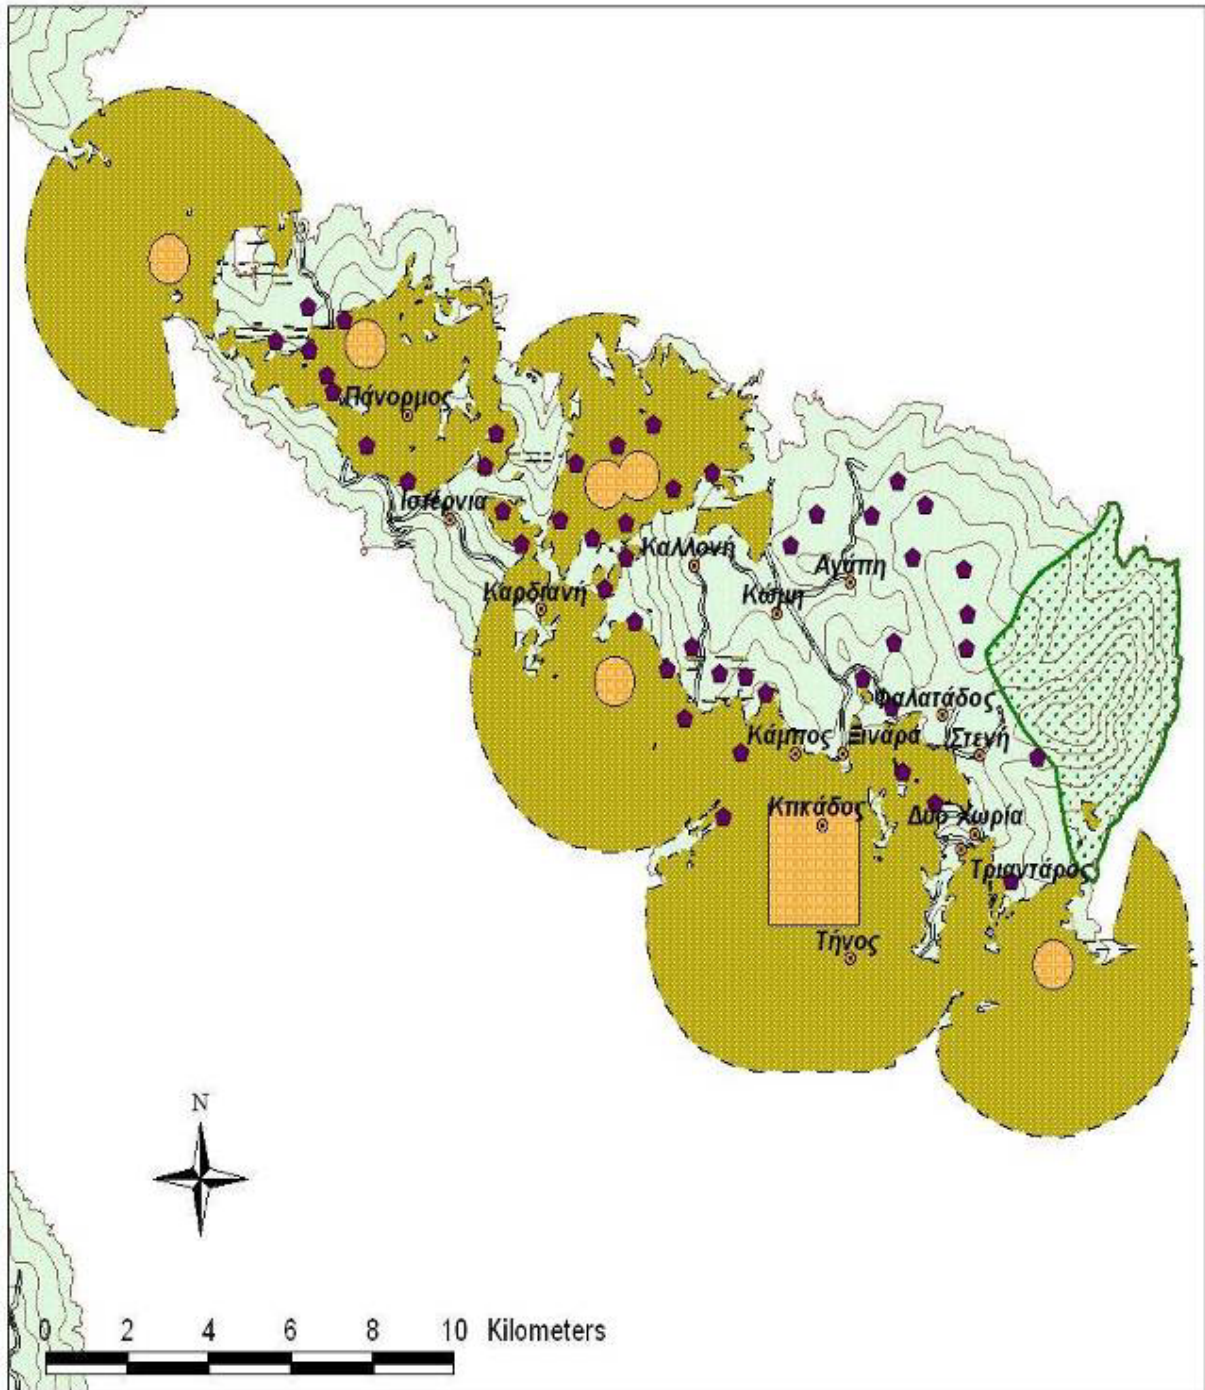 Πάνορμος
Ιστέρνια
Καλλονή
Αγάπη
Καρδιανή
Κώμη
Φαλατάδος
Κάμπος
Ξινάρα
Στενή
Κτικάδος
Δυο Χωριά
Τριαντάρος
Τήνος
N
0 2 4 6 8 10 Kilometers